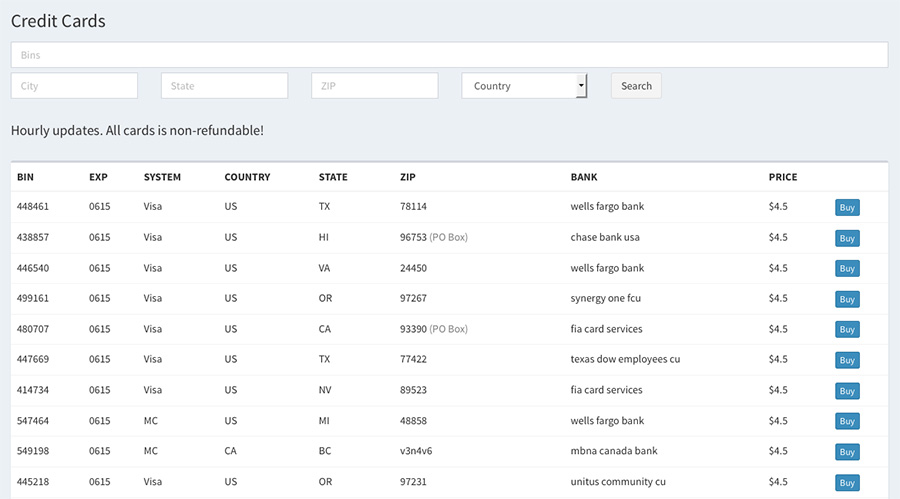 Credit Cards
Bins
City State ZIP Country Search
Hourly updates. All cards is non-refundable!
BIN EXP SYSTEM COUNTRY STATE ZIP BANK PRICE
448461 0615 Visa US TX 78114 wells fargo bank $4.5 Buy
438857 0615 Visa US HI 96753 (PO Box) chase bank usa $4.5 Buy
446540 0615 Visa US VA 24450 wells fargo bank $4.5 Buy
499161 0615 Visa US OR 97267 synergy one fcu $4.5 Buy
480707 0615 Visa US CA 93390 (PO Box) fia card services $4.5 Buy
447669 0615 Visa US TX 77422 texas dow employees cu $4.5 Buy
414734 0615 Visa US NV 89523 fia card services $4.5 Buy
547464 0615 MC US MI 48858 wells fargo bank $4.5 Buy
549198 0615 MC CA BC v3n4v6 mbna canada bank $4.5 Buy
445218 0615 Visa US OR 97231 unitus community cu $4.5 Buy